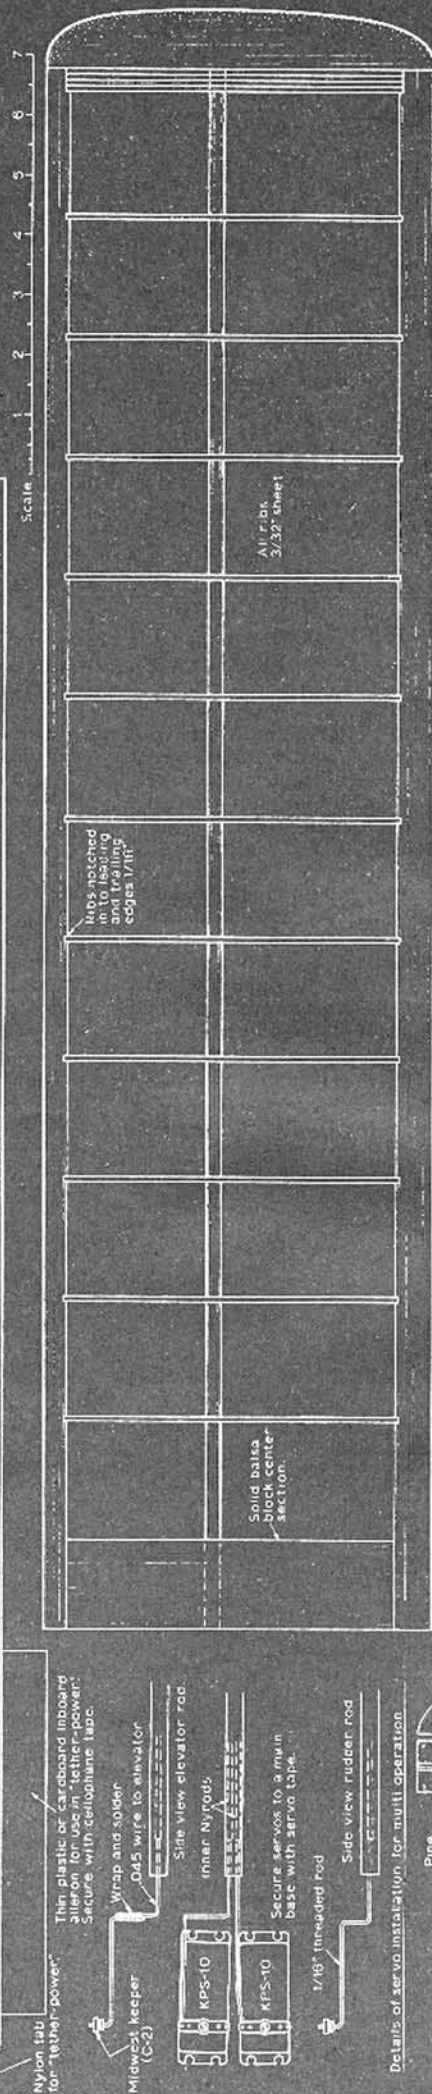 Scale
1 2 3 4 5 6 7
All ribs
3/32" sheet
Ribs notched
in to leading
and trailing
edges 1/16"
Solid balsa
block center
section.
Nylon tab
for "tether-power."
Thin plastic or cardboard inboard
aileron for use in "tether-power."
Secure with cellophane tape.
Wrap and solder
.045 wire to elevator
Midwest keeper
(C-2)
Side view elevator rod
Inner Nyrods
KPS-10
KPS-10
Secure servos to a main
base with servo tape.
1/16" threaded rod
Side view rudder rod
Details of servo installation for multi operation
Pine